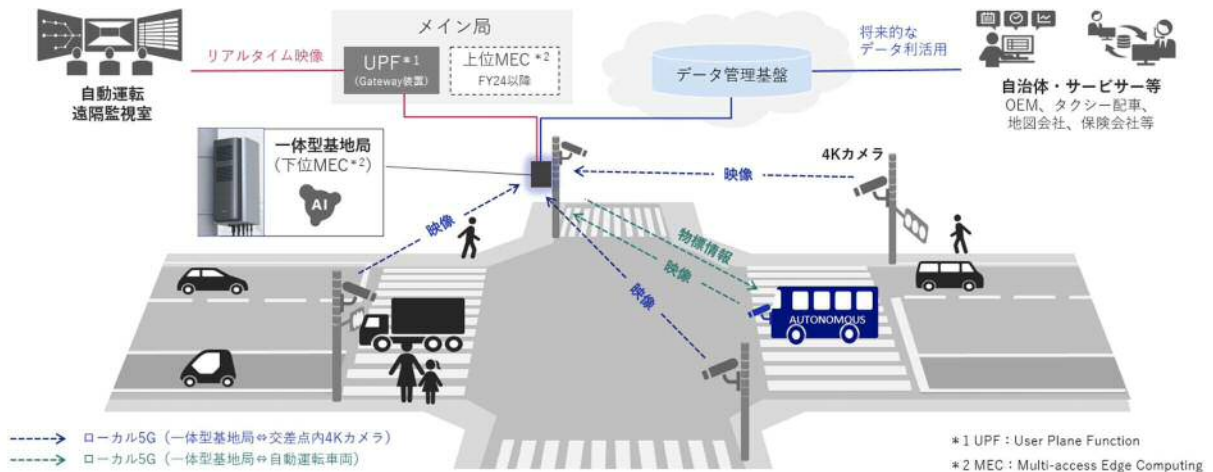 メイン局
UPF*1
(Gateway装置)
上位MEC*2
FY24以降
リアルタイム映像
自動運転
遠隔監視室
データ管理基盤
将来的な
データ利活用
自治体・サービサー等
OEM、タクシー配車、
地図会社、保険会社等
一体型基地局
(下位MEC*2)
AI
4Kカメラ
映像
映像
物標情報
映像
映像
AUTONOMOUS
ローカル5G（一体型基地局⇔交差点内4Kカメラ）
ローカル5G（一体型基地局⇔自動運転車両）
*1 UPF：User Plane Function
*2 MEC：Multi-access Edge Computing